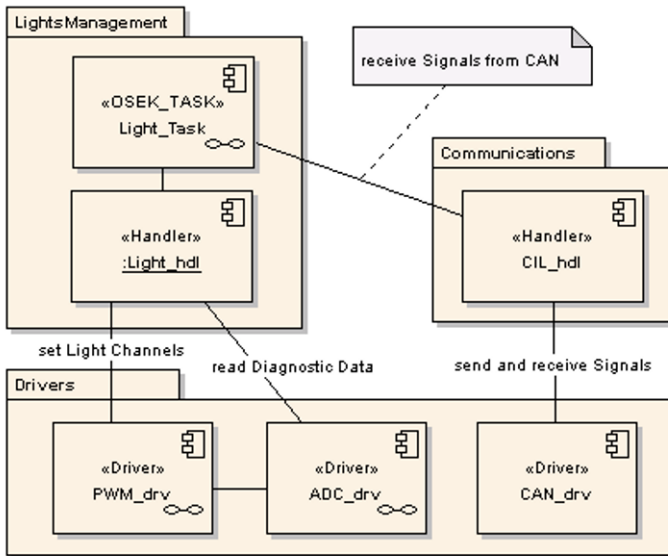 LightsManagement
receive Signals from CAN
«OSEK_TASK»
Light_Task
Communications
«Handler»
:Light_hdl
«Handler»
CIL_hdl
set Light Channels
read Diagnostic Data
send and receive Signals
Drivers
«Driver»
PWM_drv
«Driver»
ADC_drv
«Driver»
CAN_drv